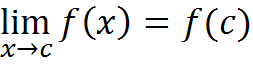 lim f(x) = f(c)
x→c